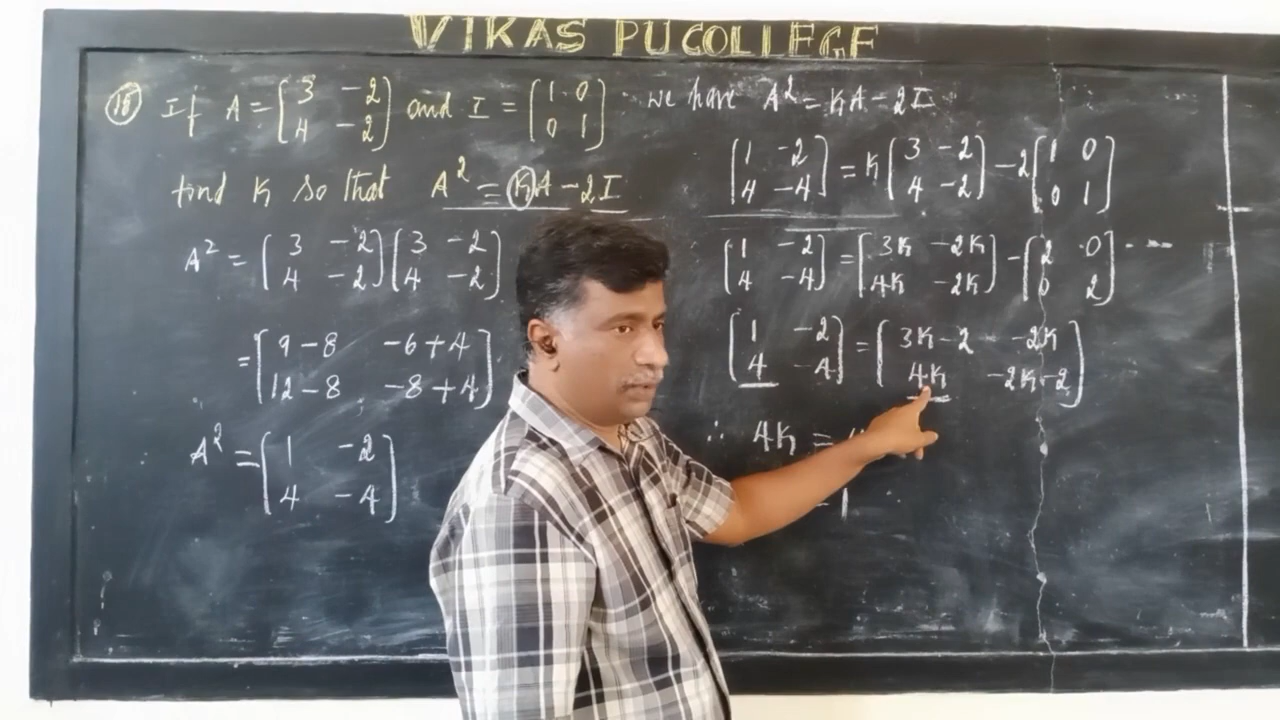 VIKAS PU COLLEGE
(15) If A = [3 -2; 4 -2] and I = [1 0; 0 1]
find K so that A² = KA - 2I
A² = [3 -2; 4 -2][3 -2; 4 -2]
= [9-8 -6+4; 12-8 -8+4]
A² = [1 -2; 4 -4]
we have A² = KA - 2I
[1 -2; 4 -4] = K[3 -2; 4 -2] - 2[1 0; 0 1]
[1 -2; 4 -4] = [3K -2K; 4K -2K] - [2 0; 0 2]
[1 -2; 4 -4] = [3K-2 -2K; 4K -2K-2]
∴ 4K =
= 1